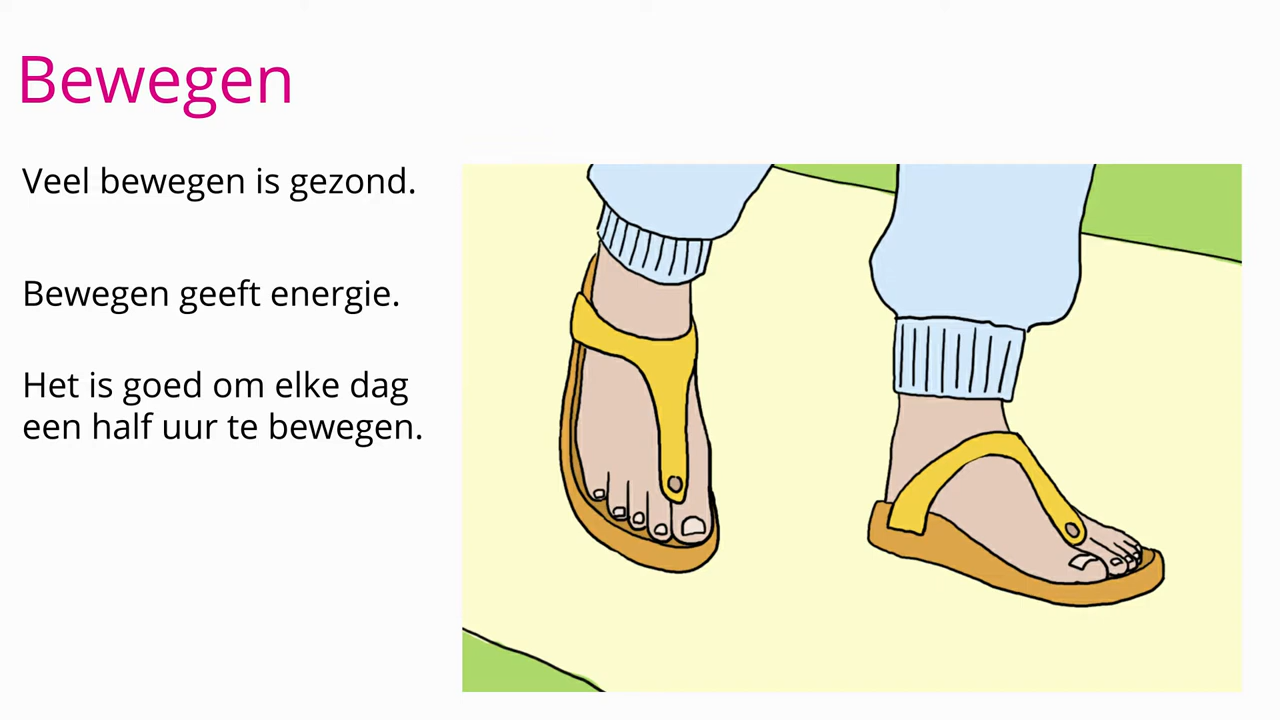 Bewegen
Veel bewegen is gezond.
Bewegen geeft energie.
Het is goed om elke dag
een half uur te bewegen.